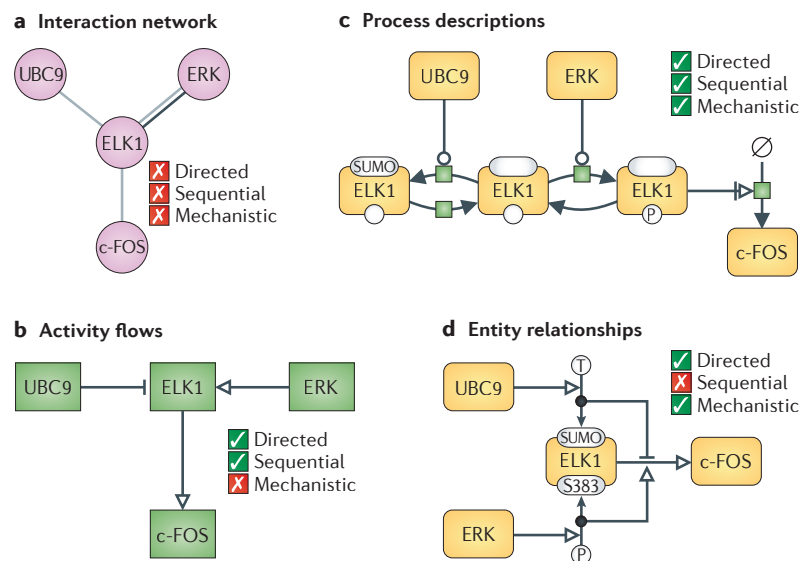 a Interaction network
UBC9
ERK
ELK1
Directed
Sequential
Mechanistic
c-FOS
b Activity flows
UBC9
ELK1
ERK
Directed
Sequential
Mechanistic
c-FOS
c Process descriptions
UBC9
ERK
Directed
Sequential
Mechanistic
SUMO
ELK1
ELK1
ELK1
P
c-FOS
d Entity relationships
Directed
Sequential
Mechanistic
T
UBC9
SUMO
ELK1
c-FOS
S383
ERK
P